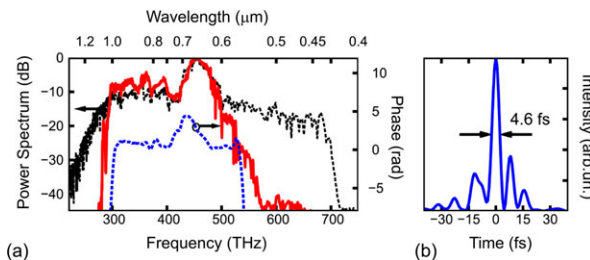 Wavelength (μm)
1.2 1.0 0.8 0.7 0.6 0.5 0.45 0.4
Power Spectrum (dB)
0
-10
-20
-30
-40
10
5
0
-5
Phase (rad)
300 400 500 600 700
Frequency (THz)
(a)
4.6 fs
Intensity (arb.un.)
-30 -15 0 15 30
Time (fs)
(b)